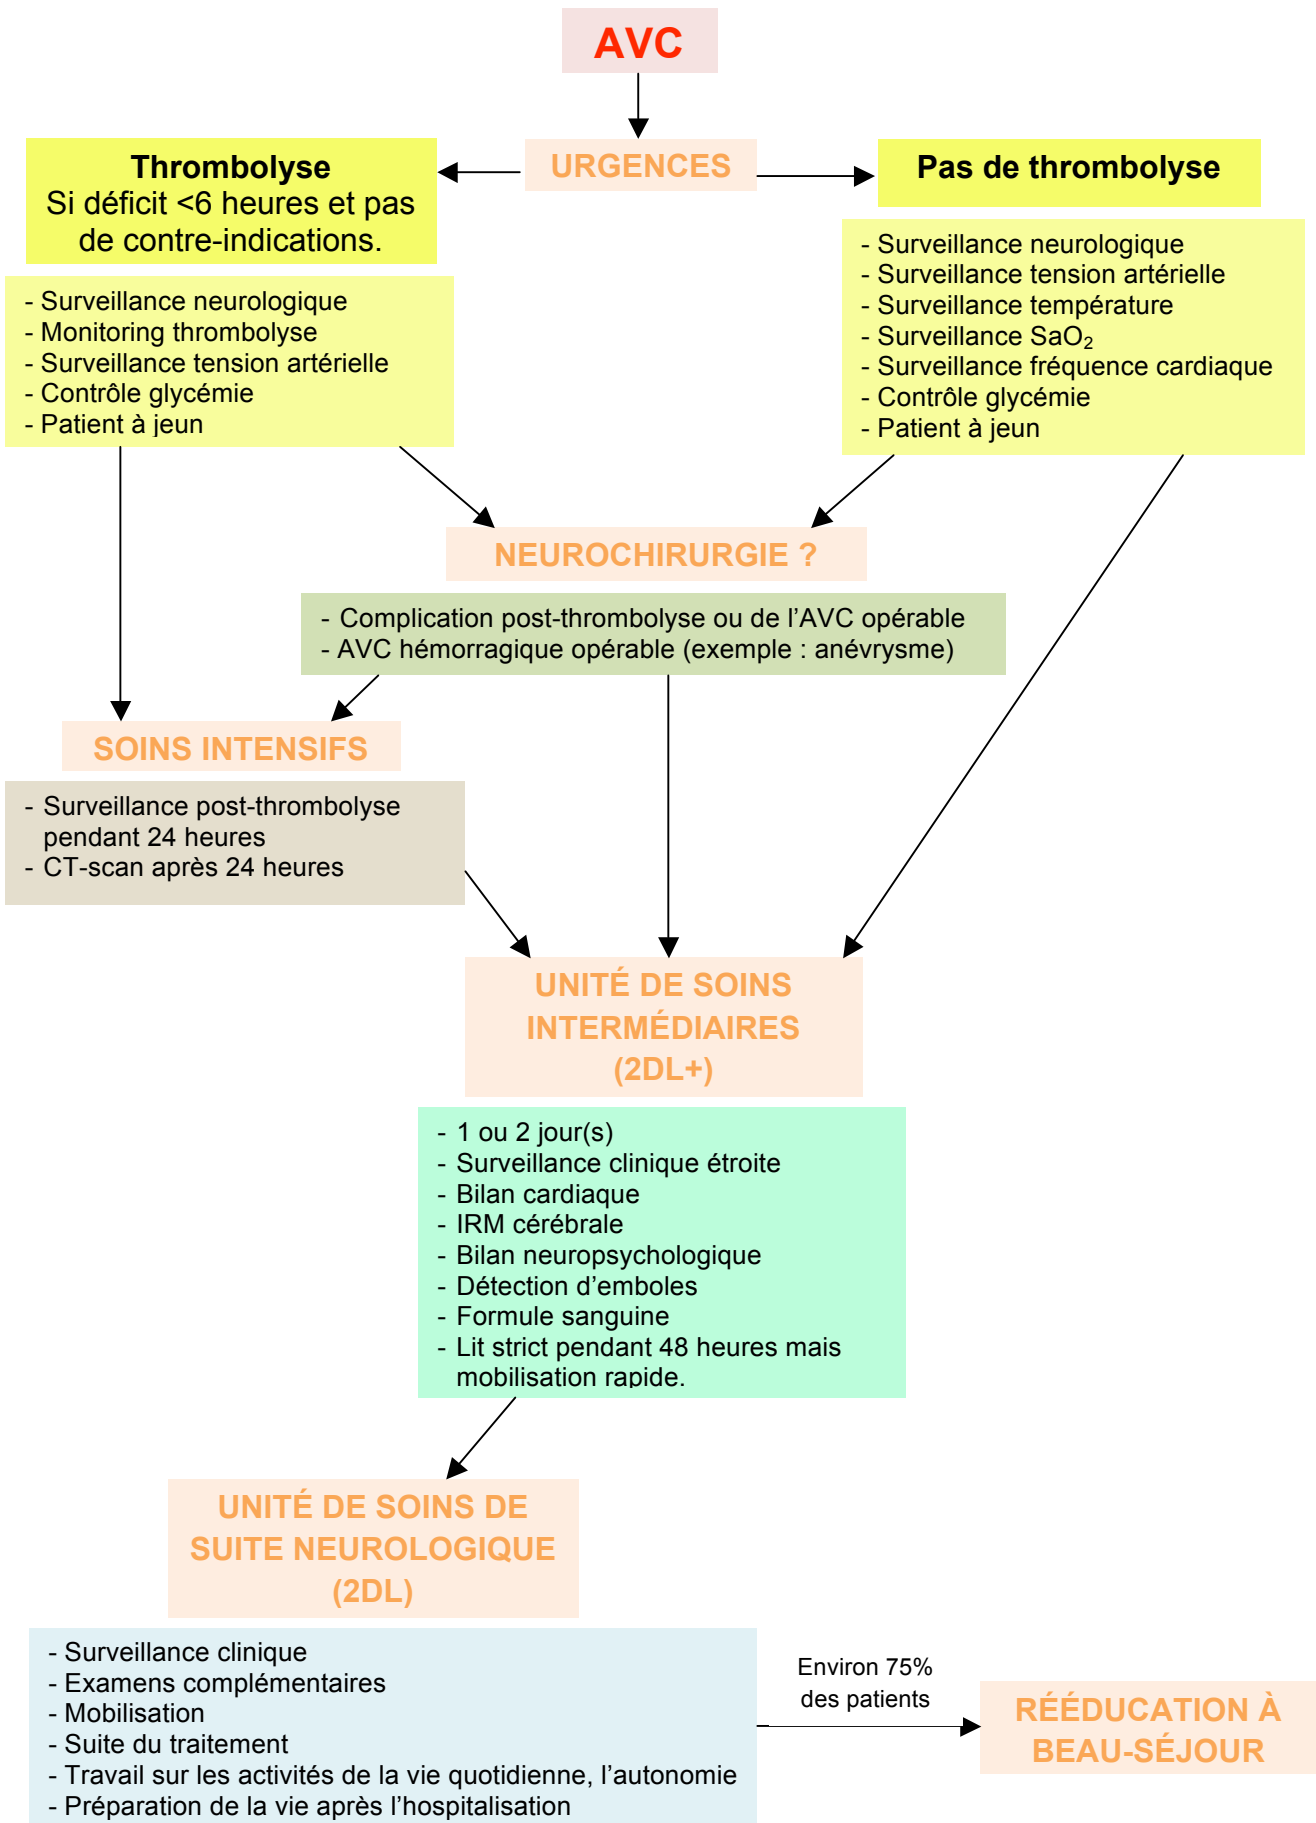 AVC
URGENCES
Thrombolyse
Si déficit <6 heures et pas
de contre-indications.
- Surveillance neurologique
- Monitoring thrombolyse
- Surveillance tension artérielle
- Contrôle glycémie
- Patient à jeun
Pas de thrombolyse
- Surveillance neurologique
- Surveillance tension artérielle
- Surveillance température
- Surveillance SaO₂
- Surveillance fréquence cardiaque
- Contrôle glycémie
- Patient à jeun
NEUROCHIRURGIE ?
- Complication post-thrombolyse ou de l’AVC opérable
- AVC hémorragique opérable (exemple : anévrysme)
SOINS INTENSIFS
- Surveillance post-thrombolyse
pendant 24 heures
- CT-scan après 24 heures
UNITÉ DE SOINS
INTERMÉDIAIRES
(2DL+)
- 1 ou 2 jour(s)
- Surveillance clinique étroite
- Bilan cardiaque
- IRM cérébrale
- Bilan neuropsychologique
- Détection d’emboles
- Formule sanguine
- Lit strict pendant 48 heures mais
mobilisation rapide.
UNITÉ DE SOINS DE
SUITE NEUROLOGIQUE
(2DL)
- Surveillance clinique
- Examens complémentaires
- Mobilisation
- Suite du traitement
- Travail sur les activités de la vie quotidienne, l’autonomie
- Préparation de la vie après l’hospitalisation
Environ 75%
des patients
RÉÉDUCATION À
BEAU-SÉJOUR